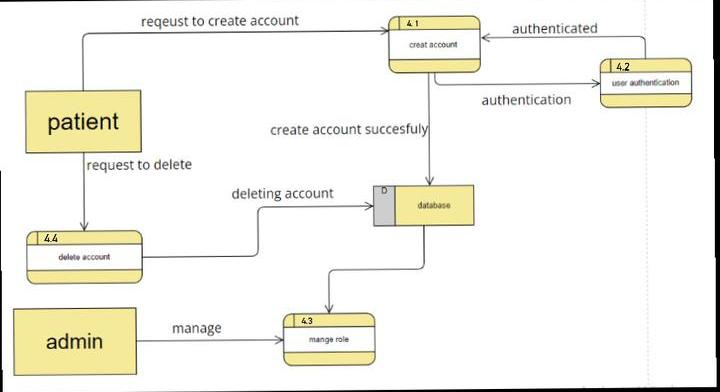 reqeust to create account
4.1
creat account
authenticated
4.2
user authentication
authentication
patient
create account succesfuly
request to delete
deleting account
D
database
4.4
delete account
4.3
mange role
admin
manage